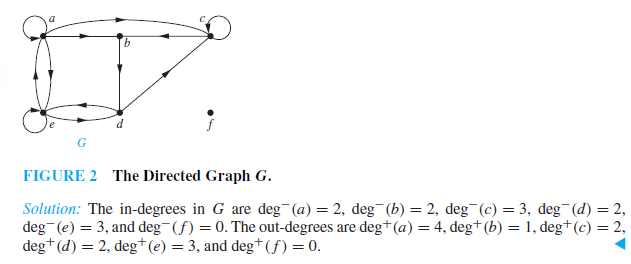 a
c
b
e
d
f
G
FIGURE 2 The Directed Graph G.
Solution: The in-degrees in G are deg⁻(a) = 2, deg⁻(b) = 2, deg⁻(c) = 3, deg⁻(d) = 2,
deg⁻(e) = 3, and deg⁻(f) = 0. The out-degrees are deg⁺(a) = 4, deg⁺(b) = 1, deg⁺(c) = 2,
deg⁺(d) = 2, deg⁺(e) = 3, and deg⁺(f) = 0.